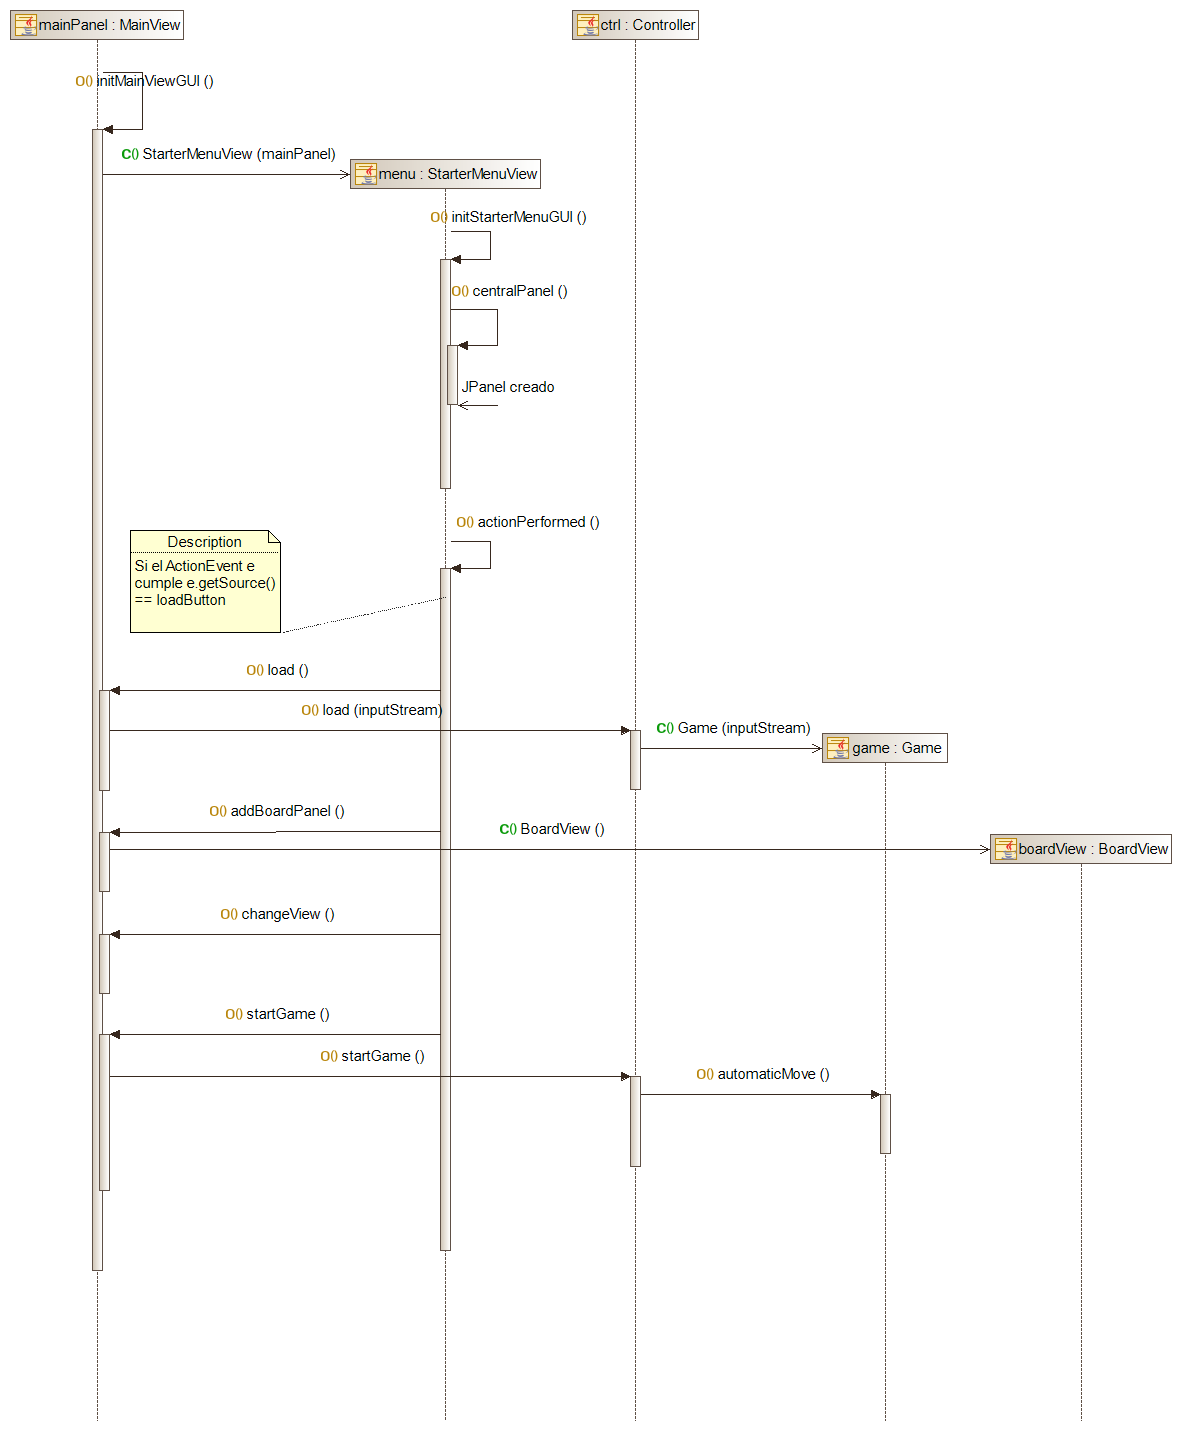 mainPanel : MainView
ctrl : Controller
O() initMainViewGUI ()
C() StarterMenuView (mainPanel)
menu : StarterMenuView
O() initStarterMenuGUI ()
O() centralPanel ()
JPanel creado
O() actionPerformed ()
Description
Si el ActionEvent e
cumple e.getSource()
== loadButton
O() load ()
O() load (inputStream)
C() Game (inputStream)
game : Game
O() addBoardPanel ()
C() BoardView ()
boardView : BoardView
O() changeView ()
O() startGame ()
O() startGame ()
O() automaticMove ()